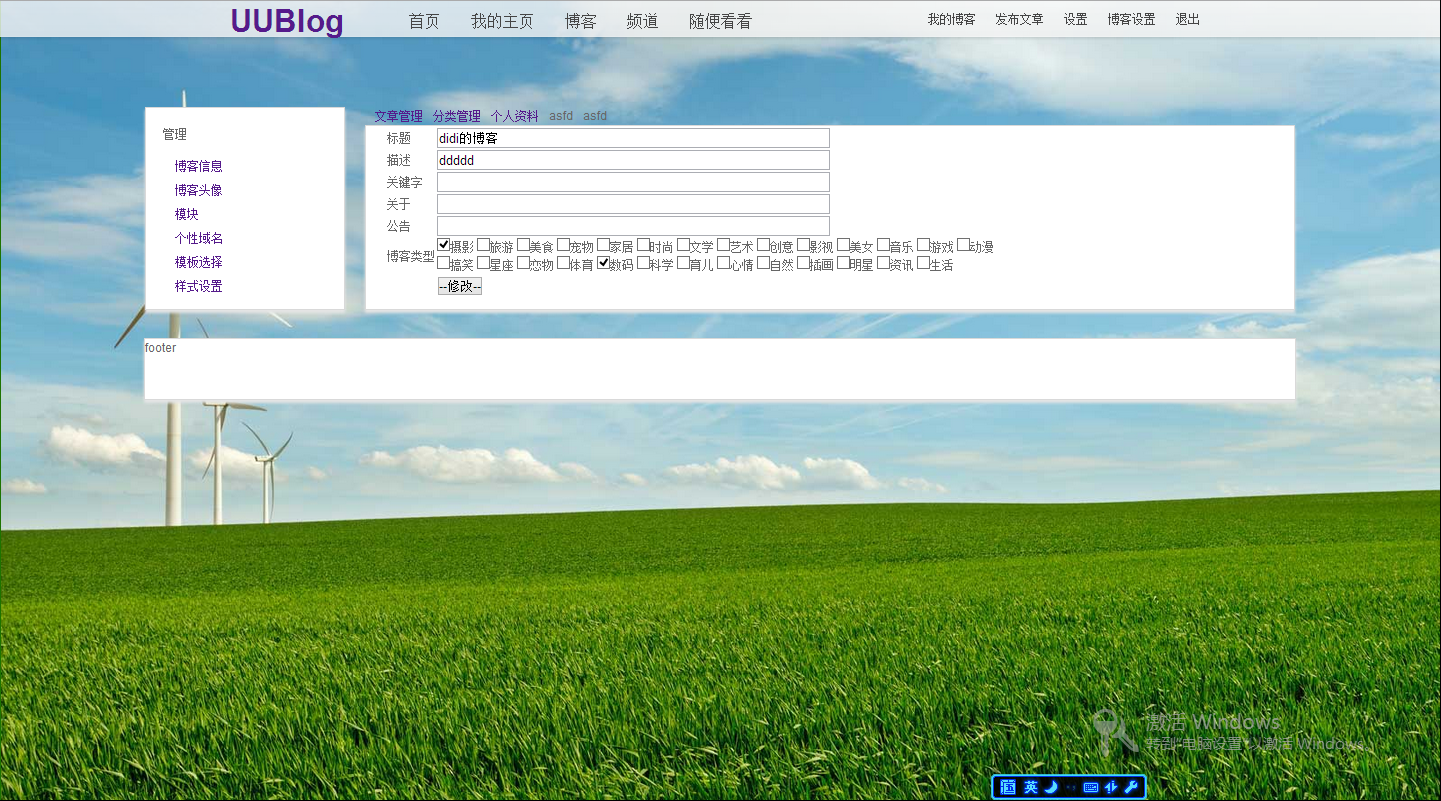 UUBlog 首页 我的主页 博客 频道 随便看看 我的博客 发布文章 设置 博客设置 退出
文章管理 分类管理 个人资料 asfd asfd
管理
博客信息
博客头像
模块
个性域名
模板选择
样式设置
标题 didi的博客
描述 ddddd
关键字
关于
公告
博客类型 摄影 旅游 美食 宠物 家居 时尚 文学 艺术 创意 影视 美女 音乐 游戏 动漫
搞笑 星座 恋物 体育 数码 科学 育儿 心情 自然 插画 明星 资讯 生活
--修改--
footer
激活 Windows
转到"电脑设置"以激活 Windows。
英